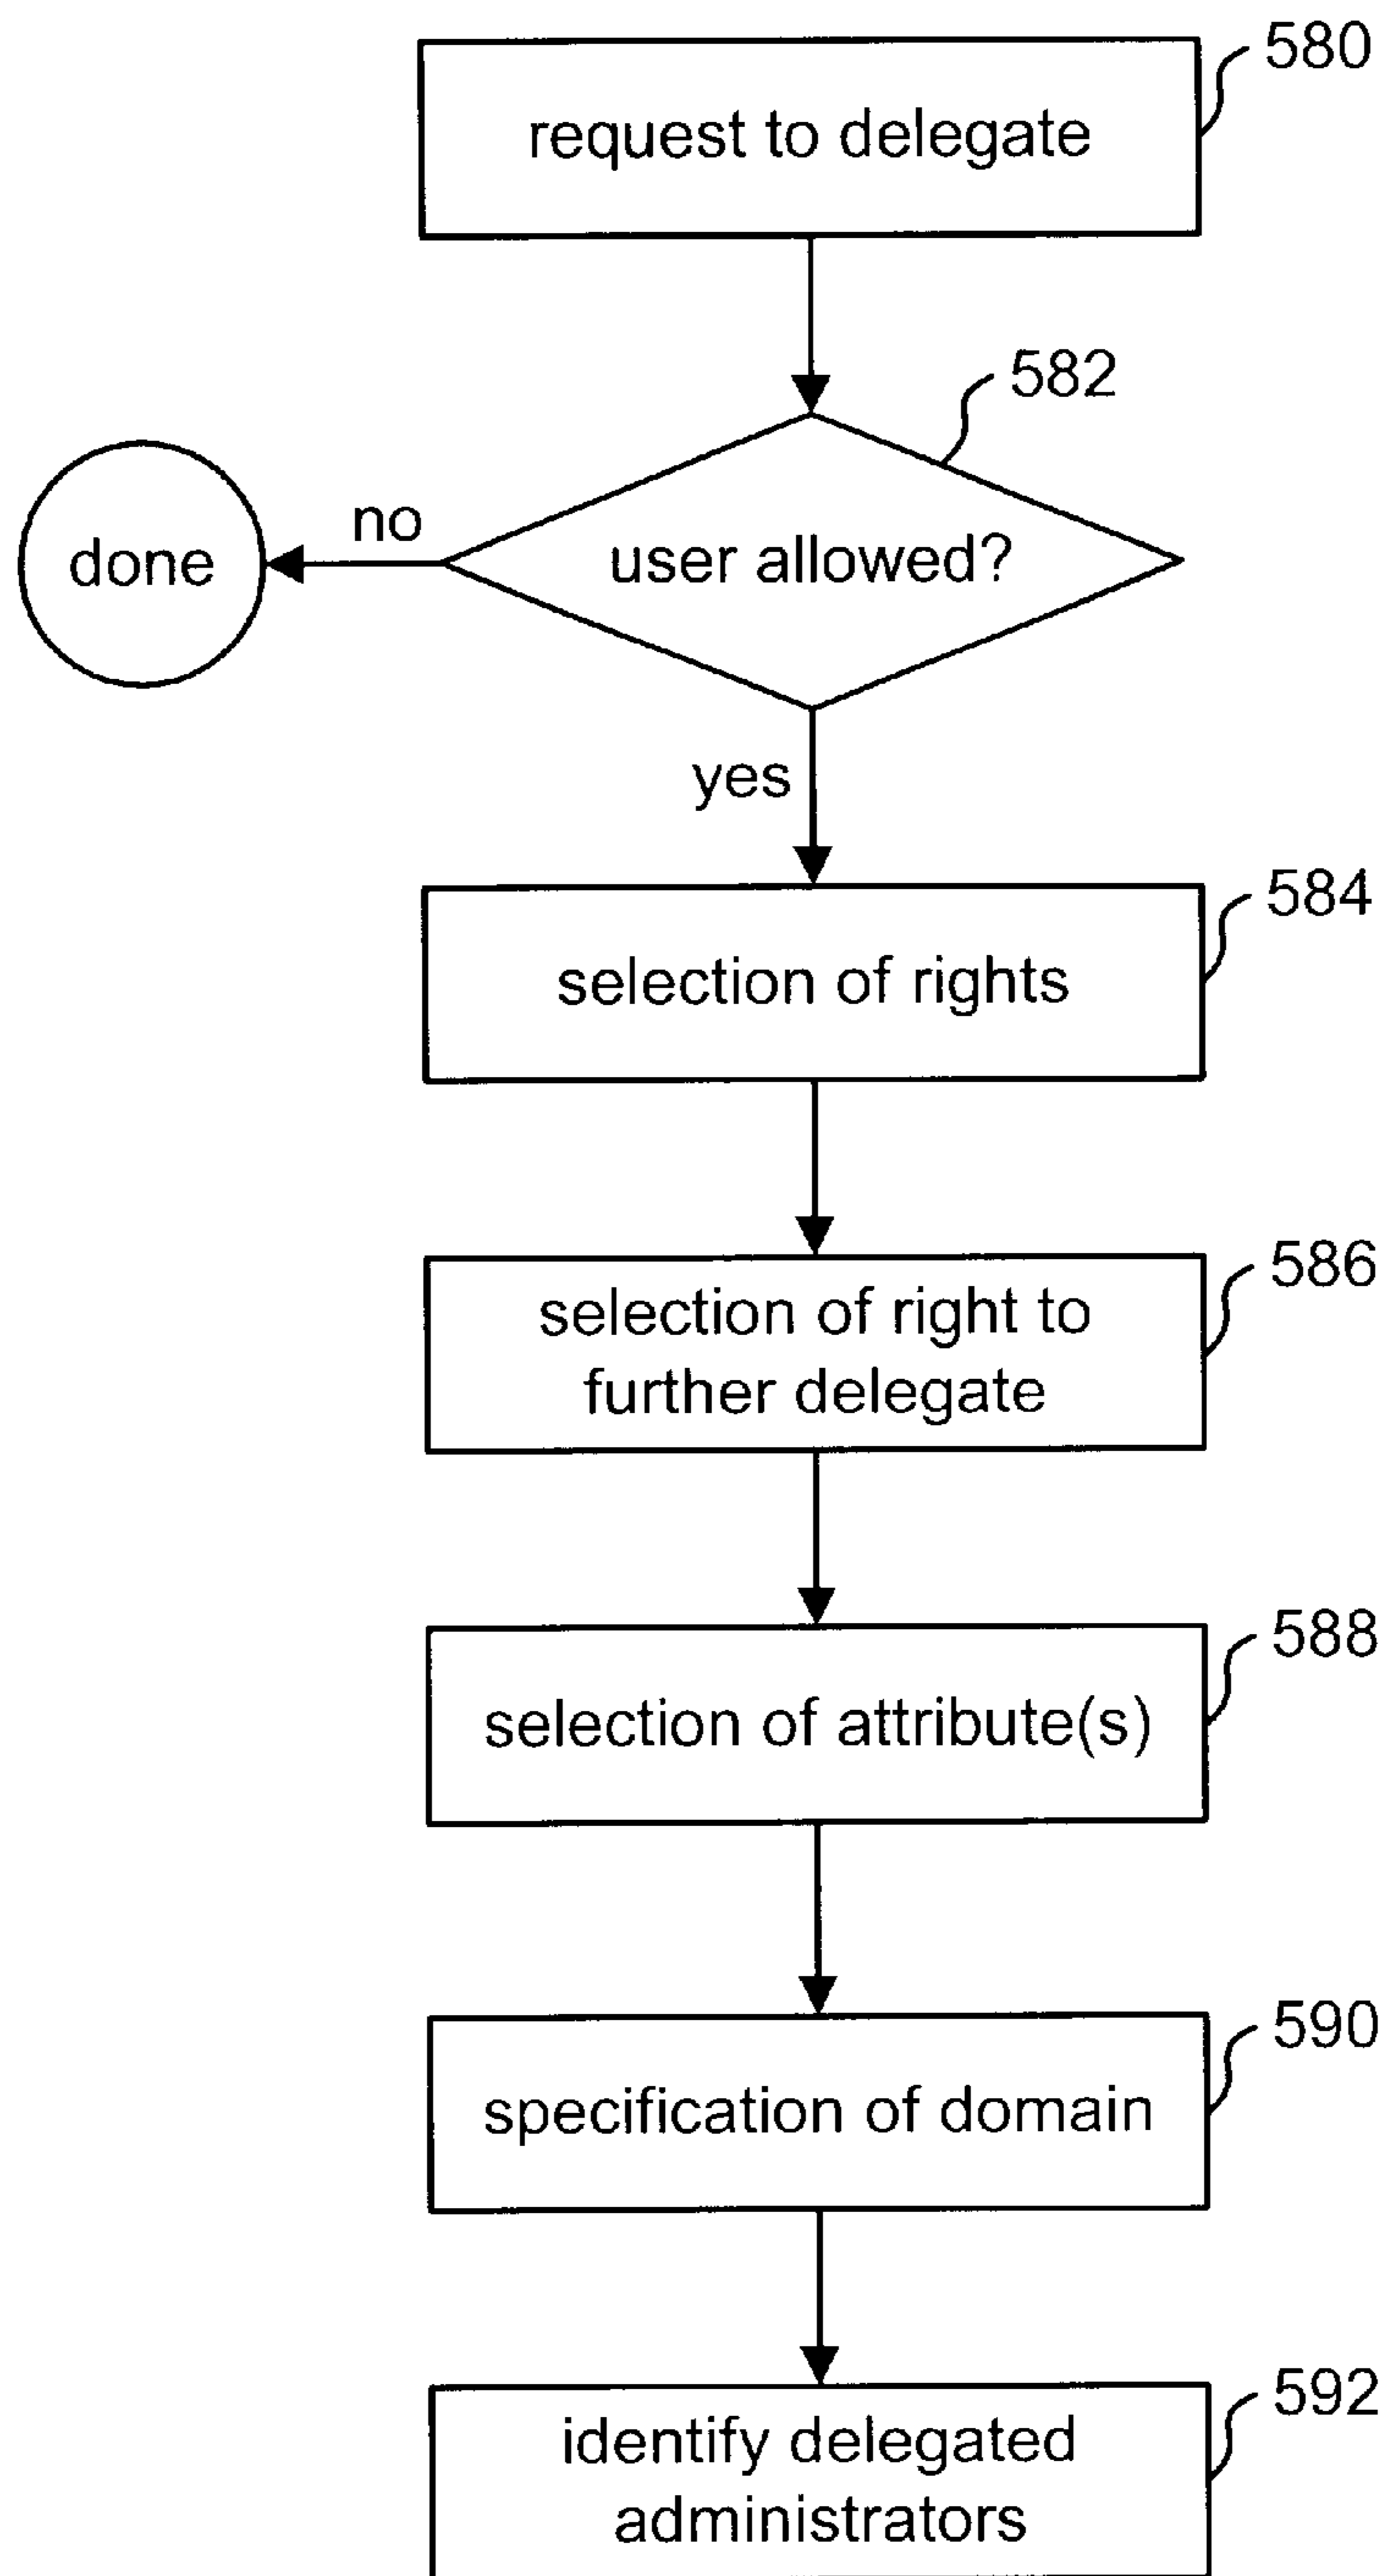 580
request to delegate
582
no
done
user allowed?
yes
584
selection of rights
586
selection of right to
further delegate
588
selection of attribute(s)
590
specification of domain
592
identify delegated
administrators